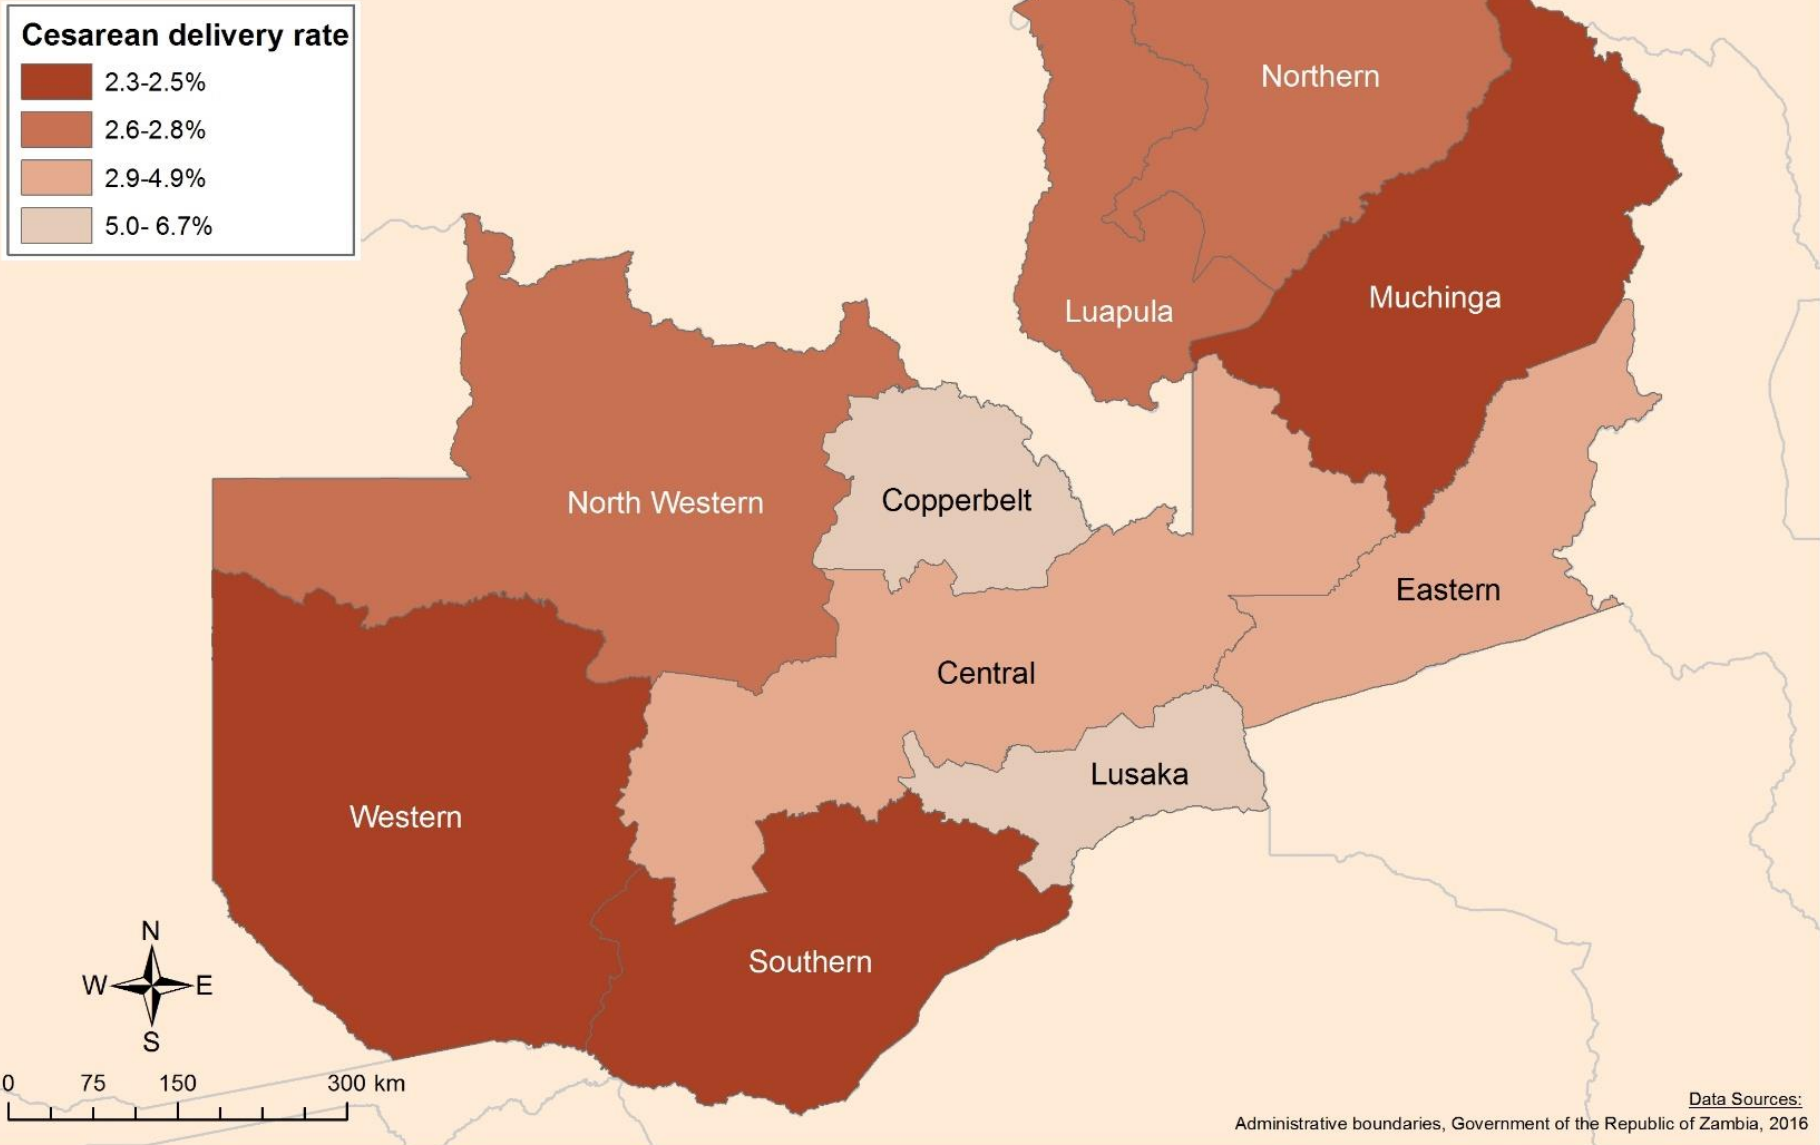 Cesarean delivery rate
2.3-2.5%
2.6-2.8%
2.9-4.9%
5.0- 6.7%
Northern
Muchinga
Luapula
North Western
Copperbelt
Eastern
Central
Lusaka
Western
Southern
N
W E
S
0 75 150 300 km
Data Sources:
Administrative boundaries, Government of the Republic of Zambia, 2016